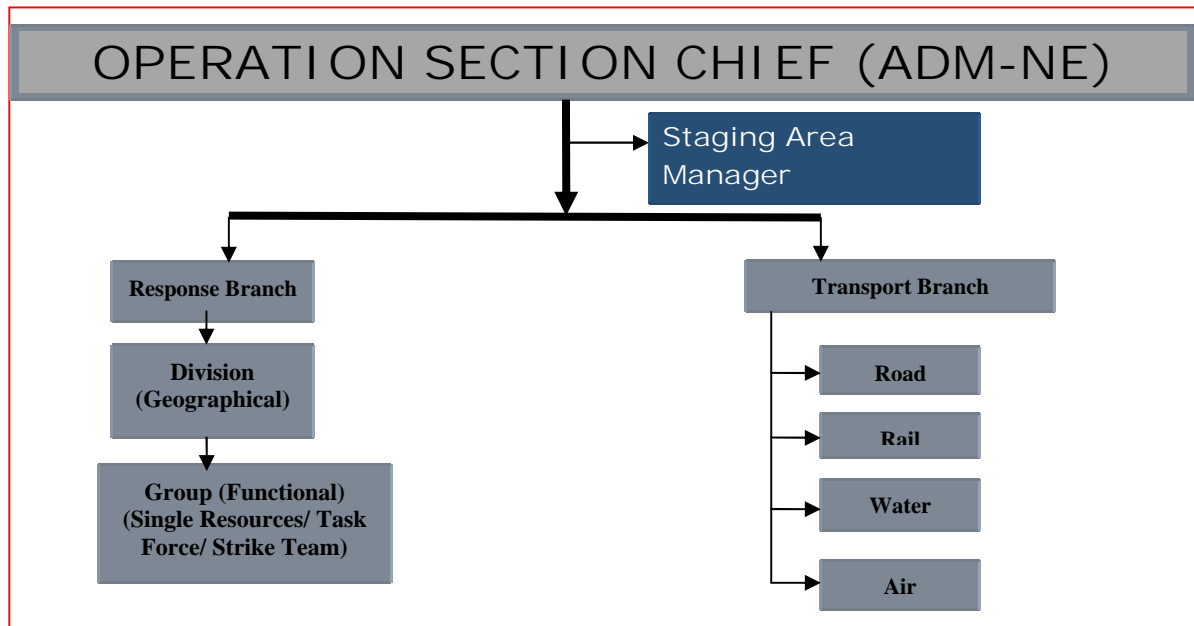 OPERATION SECTION CHIEF (ADM-NE)
Staging Area
Manager
Response Branch
Transport Branch
Division
(Geographical)
Road
Rail
Group (Functional)
(Single Resources/ Task
Force/ Strike Team)
Water
Air